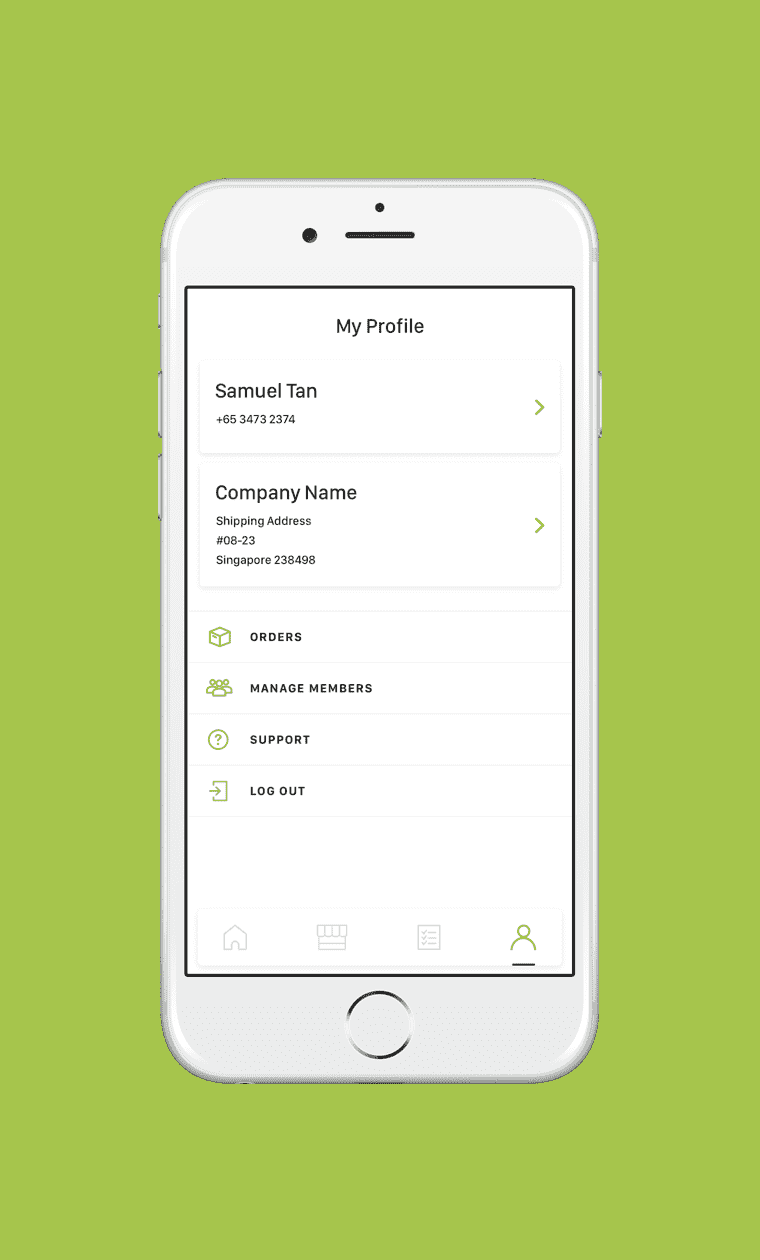 My Profile
Samuel Tan
+65 3473 2374
Company Name
Shipping Address
#08-23
Singapore 238498
ORDERS
MANAGE MEMBERS
SUPPORT
LOG OUT